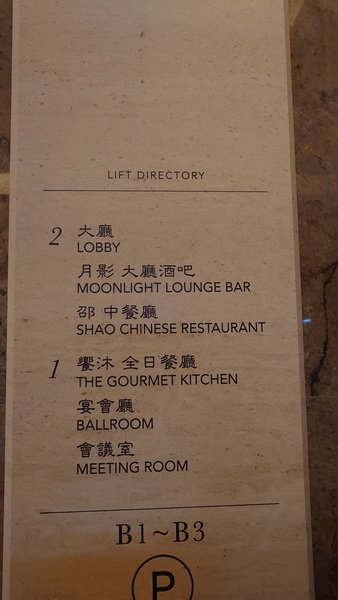 LIFT DIRECTORY
2 大廳
LOBBY
月影 大廳酒吧
MOONLIGHT LOUNGE BAR
邵 中餐廳
SHAO CHINESE RESTAURANT
1 饗沐 全日餐廳
THE GOURMET KITCHEN
宴會廳
BALLROOM
會議室
MEETING ROOM
B1~B3
P